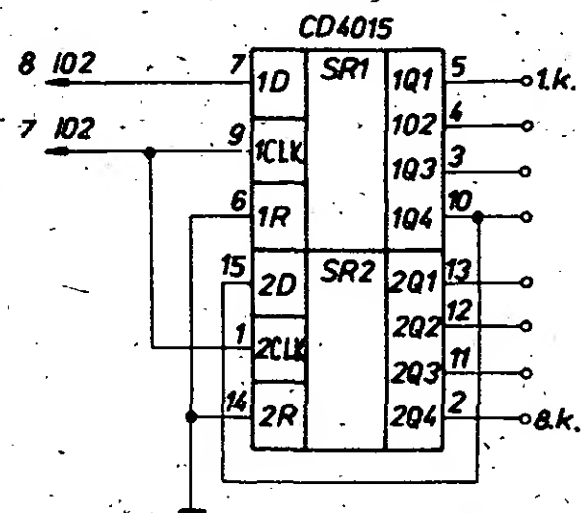 CD4015
8 IO2 7 1D SR1 1Q1 5 1.k.
7 IO2 9 1CLK 1O2 4
1Q3 3
6 1R 1Q4 10
15 2D SR2 2Q1 13
2Q2 12
1 2CLK 2Q3 11
14 2R 2Q4 2 8.k.